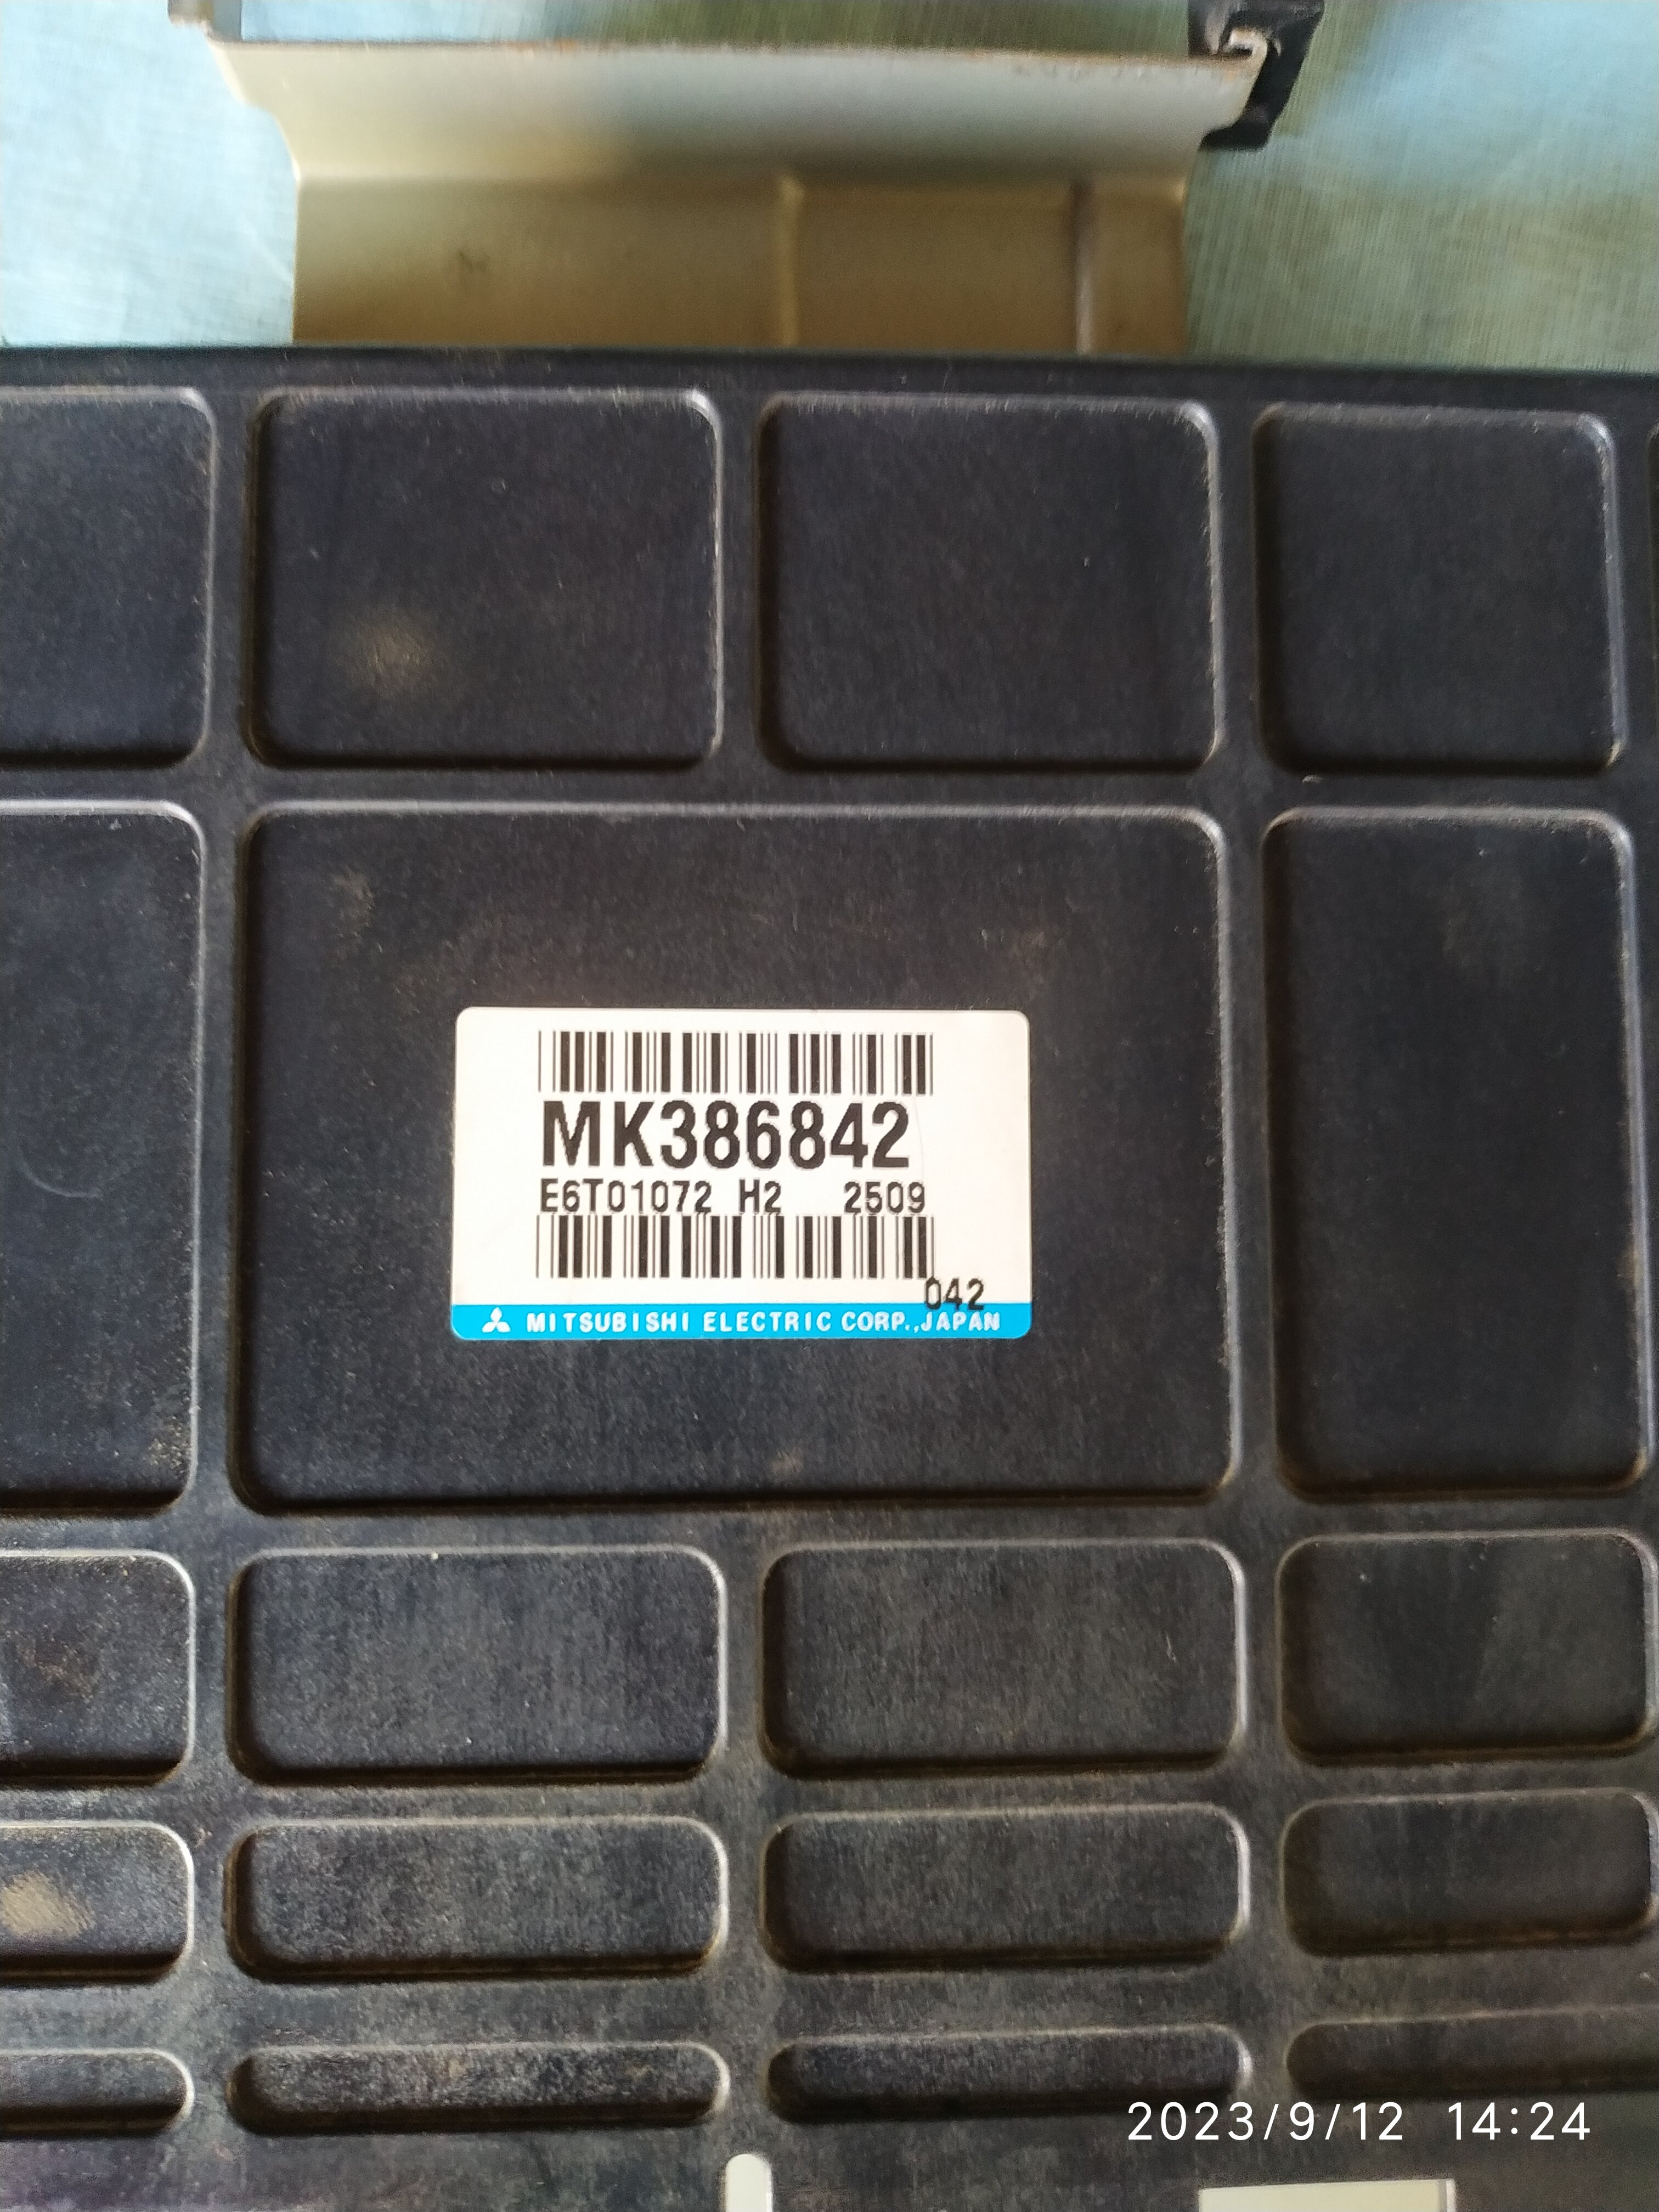 MK386842
E6T01072 H2 2509
042
MITSUBISHI ELECTRIC CORP.,JAPAN
2023/9/12 14:24